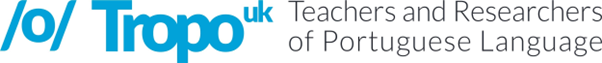 /o/ Tropo uk Teachers and Researchers
of Portuguese Language